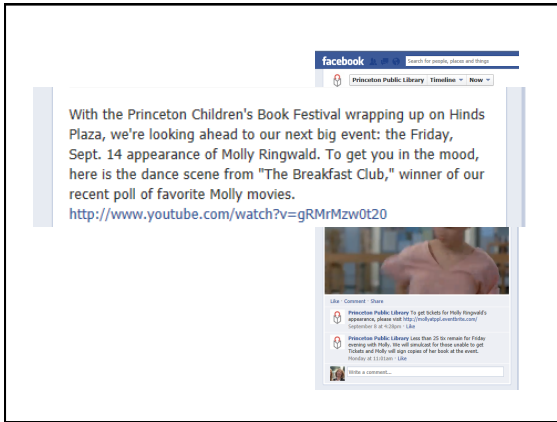 facebook
Search for people, places and things
Princeton Public Library Timeline Now
With the Princeton Children's Book Festival wrapping up on Hinds
Plaza, we're looking ahead to our next big event: the Friday,
Sept. 14 appearance of Molly Ringwald. To get you in the mood,
here is the dance scene from "The Breakfast Club," winner of our
recent poll of favorite Molly movies.
http://www.youtube.com/watch?v=gRMrMzw0t20
Like · Comment · Share
Princeton Public Library To get tickets for Molly Ringwald's
appearance, please visit http://mollyatppl.eventbrite.com/
September 8 at 4:28pm · Like
Princeton Public Library Less than 25 tix remain for Friday
evening with Molly. We will simulcast for those unable to get
Tickets and Molly will sign copies of her book at the event.
Monday at 11:01am · Like
Write a comment...